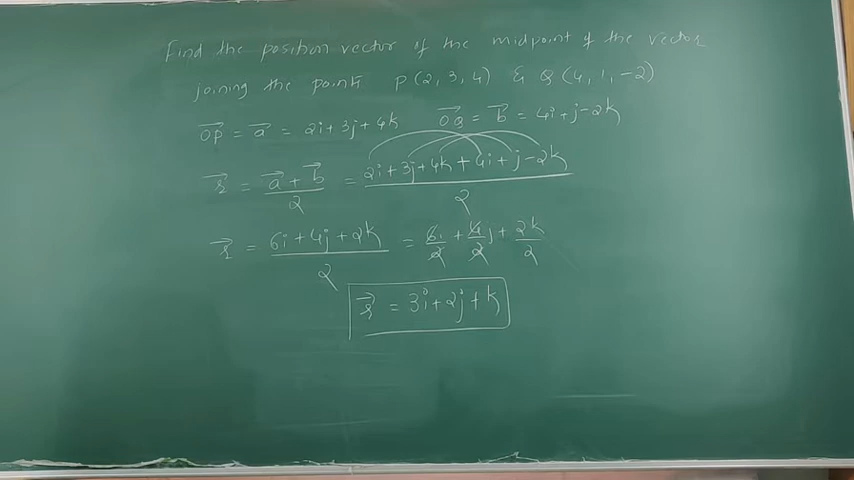 Find the position vector of the midpoint of the vector
joining the points P(2, 3, 4) & Q(4, 1, -2)
OP⃗ = a⃗ = 2i+3j+4k OQ⃗ = b⃗ = 4i+j-2k
r⃗ = (a⃗+b⃗)/2 = (2i+3j+4k+4i+j-2k)/2
r⃗ = (6i+4j+2k)/2 = 6i/2 + 4/2 j + 2k/2
r⃗ = 3i+2j+k